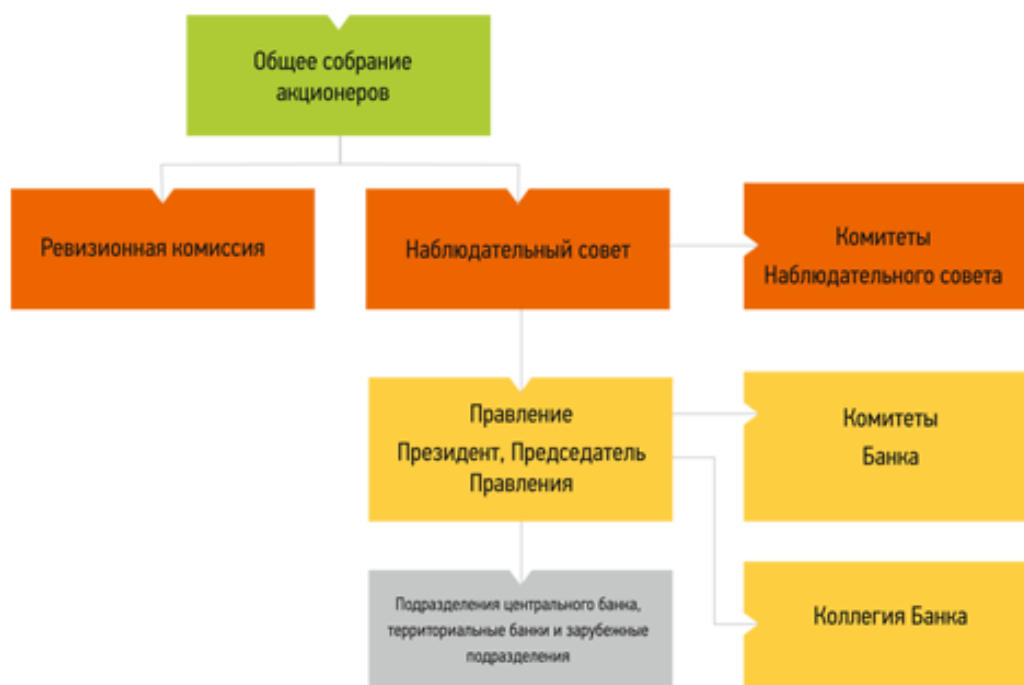 Общее собрание
акционеров
Ревизионная комиссия
Наблюдательный совет
Комитеты
Наблюдательного совета
Правление
Президент, Председатель
Правления
Комитеты
Банка
Подразделения центрального банка,
территориальные банки и зарубежные
подразделения
Коллегия Банка